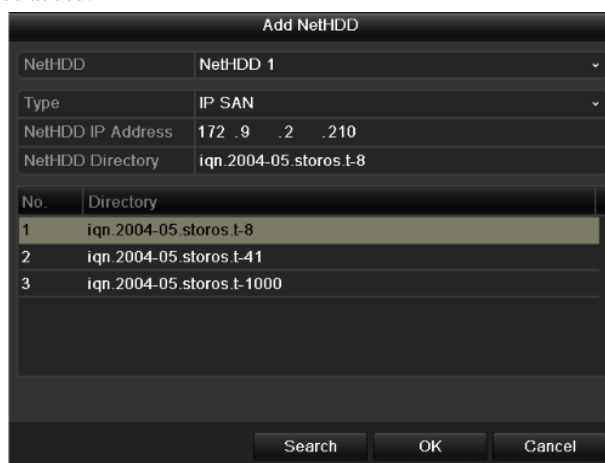 Add NetHDD
NetHDD NetHDD 1
Type IP SAN
NetHDD IP Address 172 .9 .2 .210
NetHDD Directory iqn.2004-05.storos.t-8
No. Directory
1 iqn.2004-05.storos.t-8
2 iqn.2004-05.storos.t-41
3 iqn.2004-05.storos.t-1000
Search OK Cancel